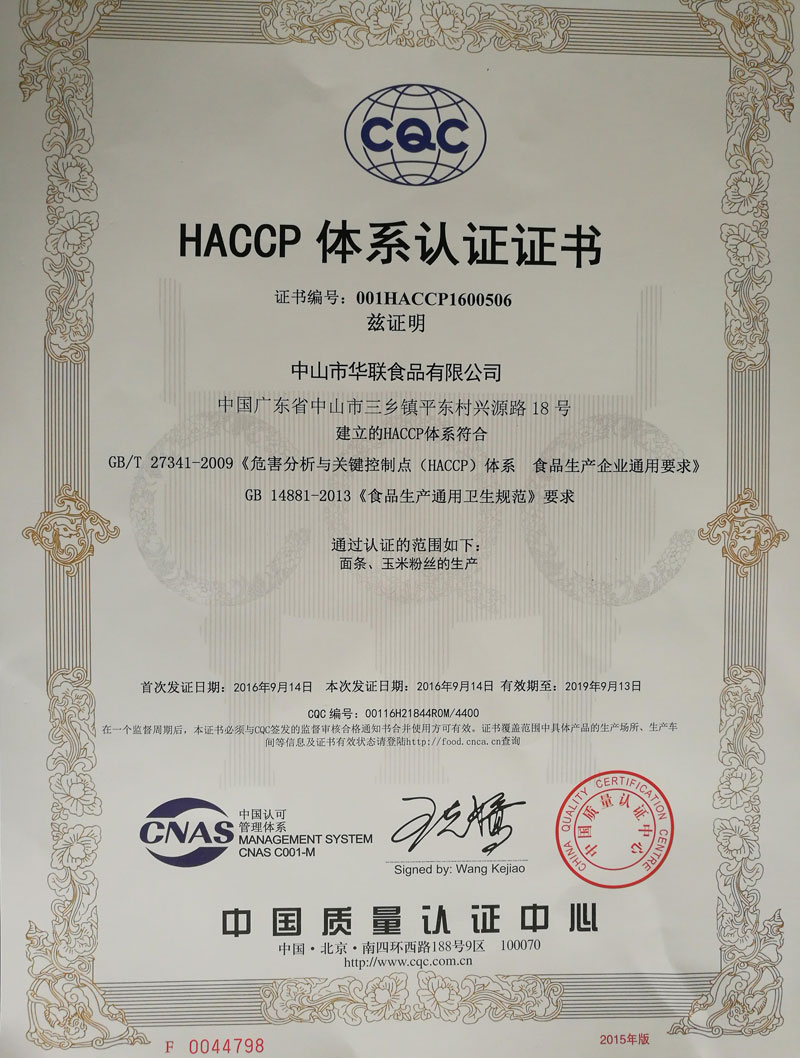 CQC
HACCP 体系认证证书
证书编号：001HACCP1600506
兹证明
中山市华联食品有限公司
中国广东省中山市三乡镇平东村兴源路 18 号
建立的HACCP体系符合
GB/T 27341-2009《危害分析与关键控制点（HACCP）体系 食品生产企业通用要求》
GB 14881-2013《食品生产通用卫生规范》要求
通过认证的范围如下：
面条、玉米粉丝的生产
首次发证日期：2016年9月14日 本次发证日期：2016年9月14日 有效期至：2019年9月13日
CQC 编号：00116H21844R0M/4400
在一个监督周期后，本证书必须与CQC签发的监督审核合格通知书合并使用方可有效。证书覆盖范围中具体产品的生产场所、生产车
间等信息及证书有效状态请登陆http://food.cnca.cn查询
CNAS
中国认可
管理体系
MANAGEMENT SYSTEM
CNAS C001-M
王克娇
Signed by: Wang Kejiao
CHINA QUALITY CERTIFICATION CENTRE
中国质量认证中心
中国质量认证中心
中国·北京·南四环西路188号9区 100070
http://www.cqc.com.cn
F 0044798
2015年版